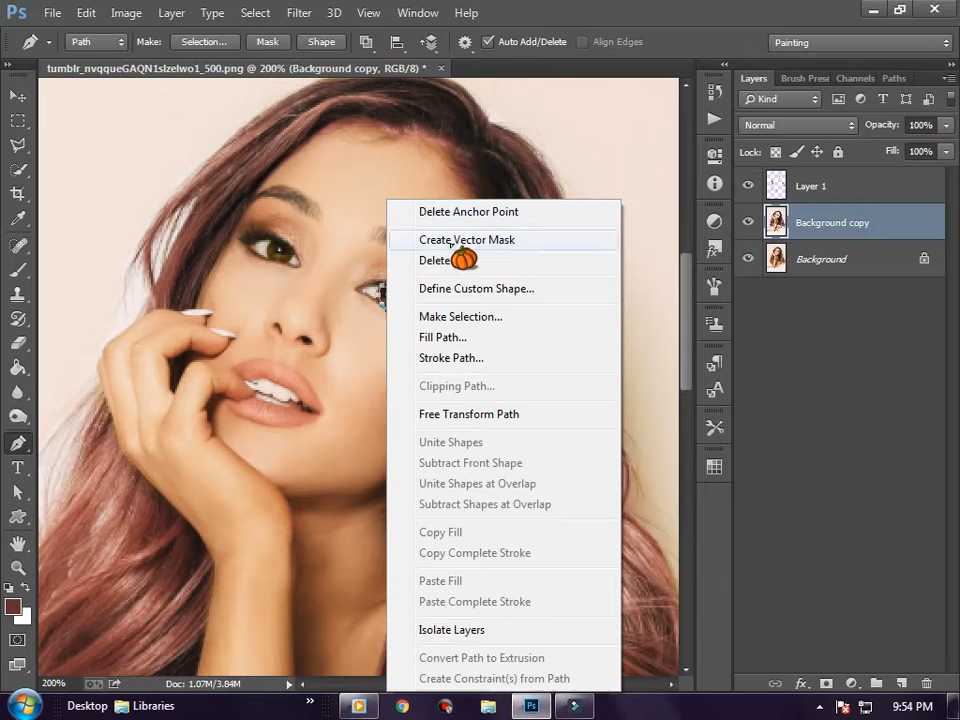 Ps File Edit Image Layer Type Select Filter 3D View Window Help
Path Make: Selection... Mask Shape Auto Add/Delete Align Edges Painting
tumblr_nvqqueGAQN1slzelwo1_500.png @ 200% (Background copy, RGB/8) * ×
Layers Brush Prese Channels Paths
Kind
Normal Opacity: 100%
Lock: Fill: 100%
Layer 1
Background copy
Background
Delete Anchor Point
Create Vector Mask
Delete
Define Custom Shape...
Make Selection...
Fill Path...
Stroke Path...
Clipping Path...
Free Transform Path
Unite Shapes
Subtract Front Shape
Unite Shapes at Overlap
Subtract Shapes at Overlap
Copy Fill
Copy Complete Stroke
Paste Fill
Paste Complete Stroke
Isolate Layers
Convert Path to Extrusion
Create Constraint(s) from Path
200% Doc: 1.07M/3.84M
Desktop Libraries » Ps 9:54 PM